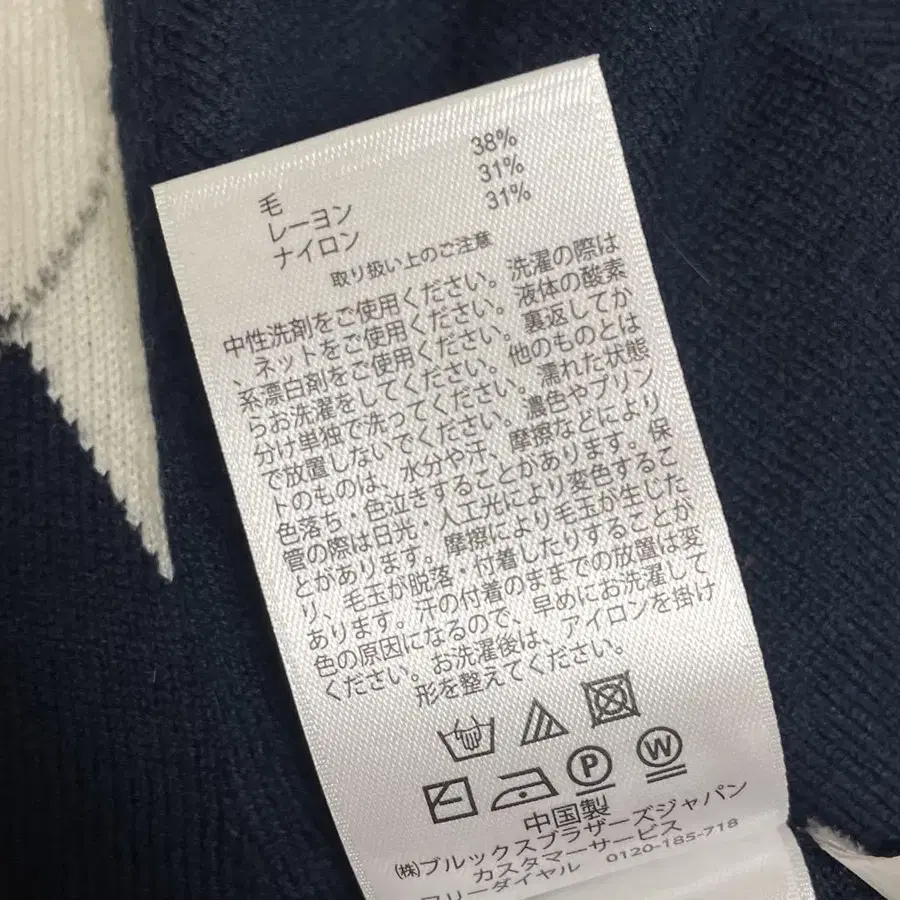 毛 38%
レーヨン 31%
ナイロン 31%
取り扱い上のご注意
中性洗剤をご使用ください。洗濯の際は
、ネットをご使用ください。液体の酸素
系漂白剤をご使用ください。裏返してか
らお洗濯をしてください。他のものとは
分け単独で洗ってください。濡れた状態
で放置しないでください。濃色やプリン
トのものは、水分や汗、摩擦などにより
色落ち・色泣きすることがあります。保
管の際は日光・人工光により変色するこ
とがあります。摩擦により毛玉が生じた
り、毛玉が脱落・付着したりすることが
あります。汗の付着のままでの放置は変
色の原因になるので、早めにお洗濯して
ください。お洗濯後は、アイロンを掛け
形を整えてください。
P W
中国製
(株)ブルックスブラザーズジャパン
カスタマーサービス
フリーダイヤル 0120-185-718